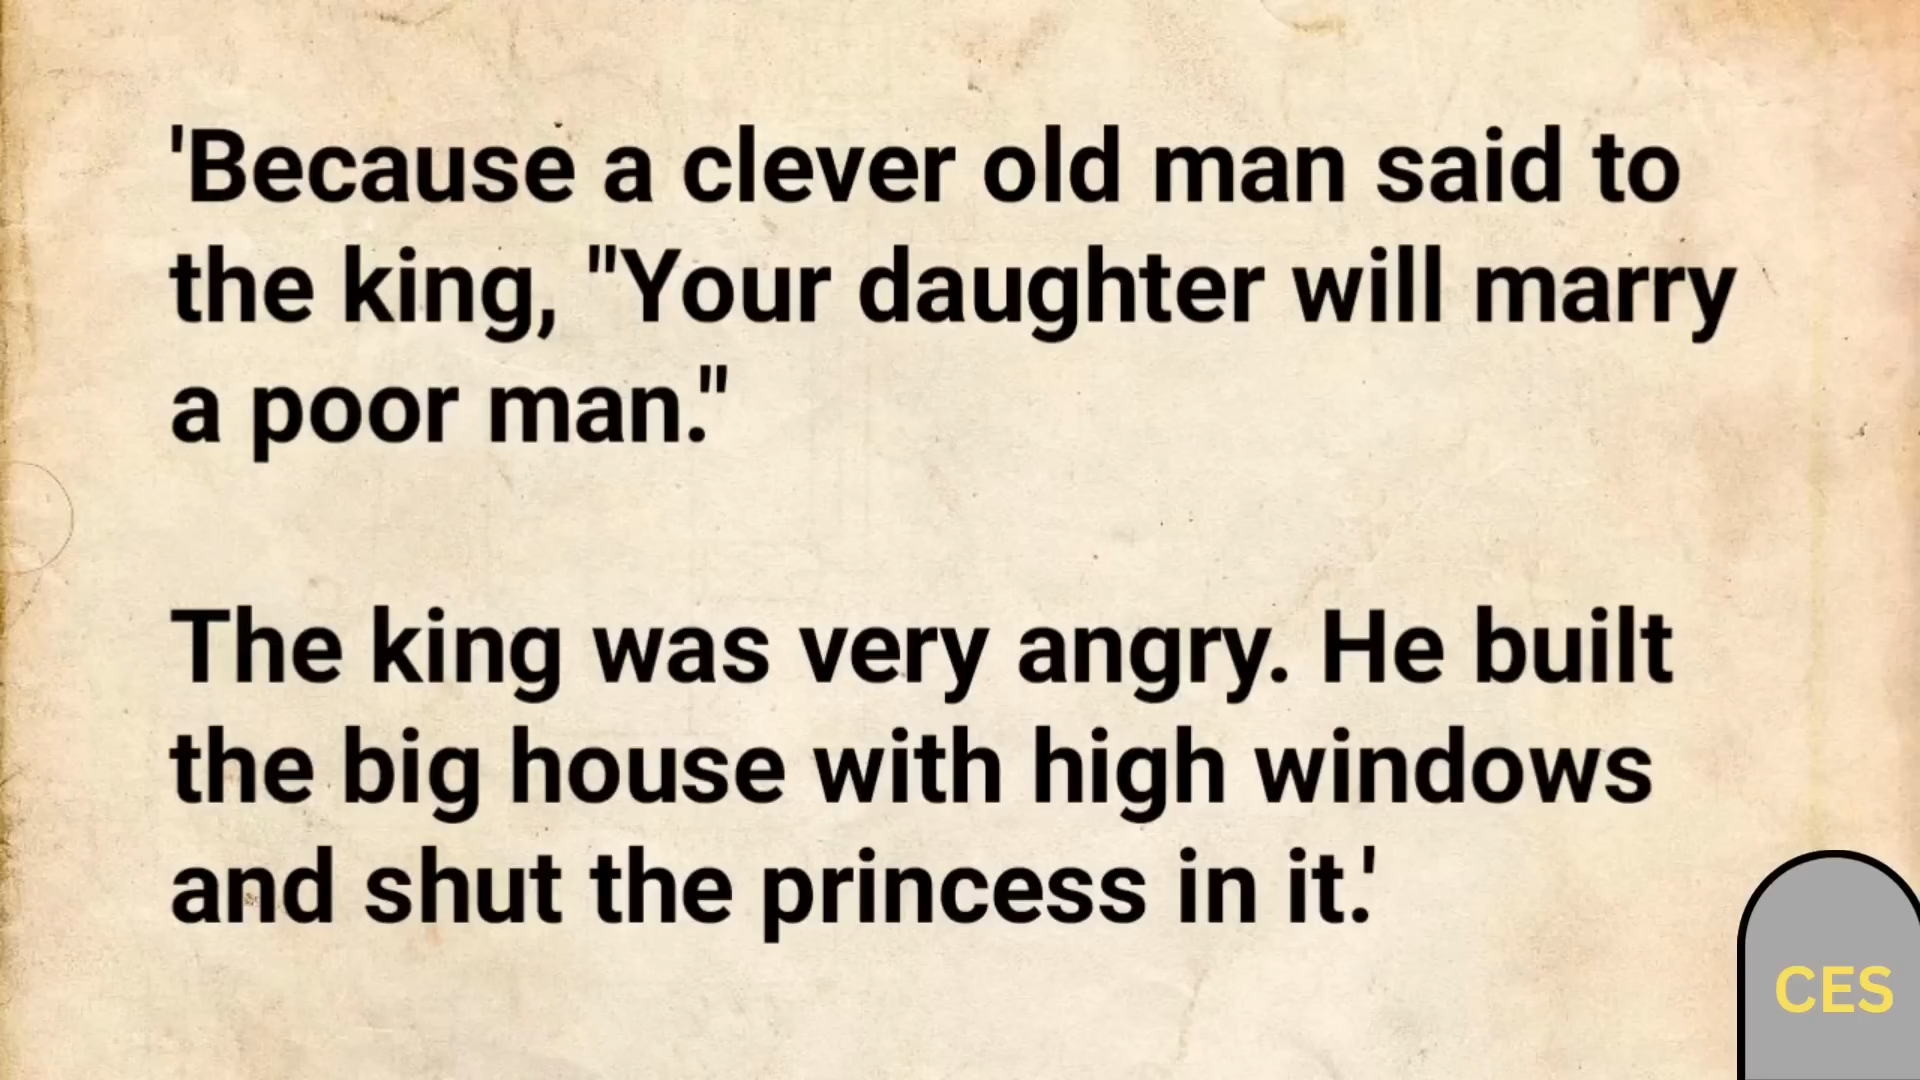 'Because a clever old man said to
the king, "Your daughter will marry
a poor man."
The king was very angry. He built
the big house with high windows
and shut the princess in it.'
CES